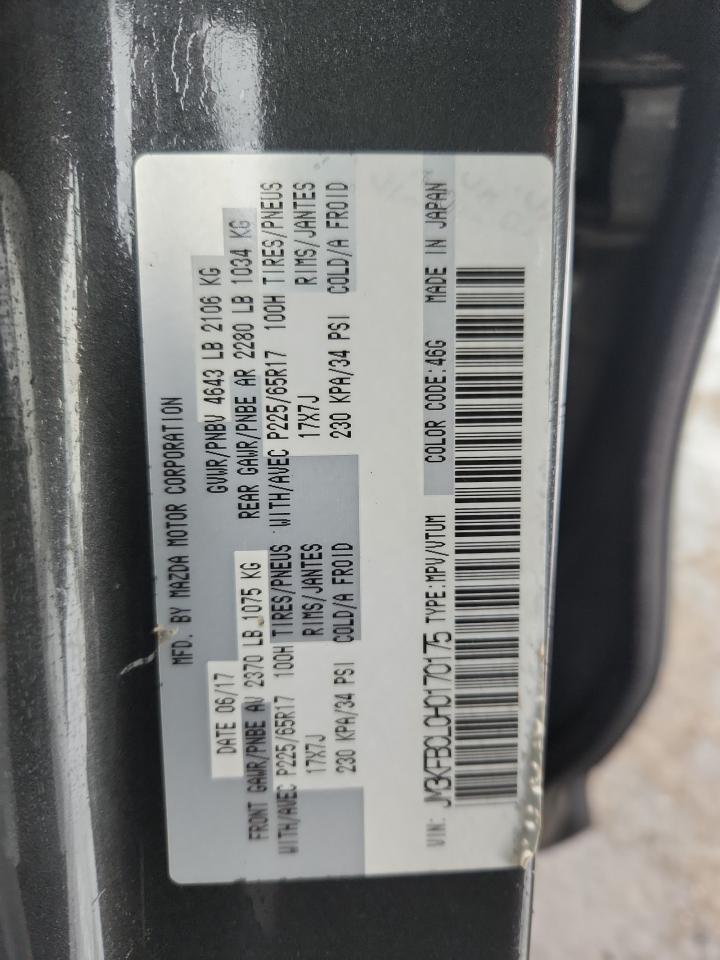 MFD. BY MAZDA MOTOR CORPORATION
DATE 06/17 GVWR/PNBV 4643 LB 2106 KG
FRONT GAWR/PNBE AV 2370 LB 1075 KG REAR GAWR/PNBE AR 2280 LB 1034 KG
WITH/AVEC P225/65R17 100H TIRES/PNEUS WITH/AVEC P225/65R17 100H TIRES/PNEUS
17X7J RIMS/JANTES 17X7J RIMS/JANTES
230 KPA/34 PSI COLD/A FROID 230 KPA/34 PSI COLD/A FROID
VIN: JM3KFBCL0H0170175 TYPE:MPV/VTUM COLOR CODE:46G MADE IN JAPAN